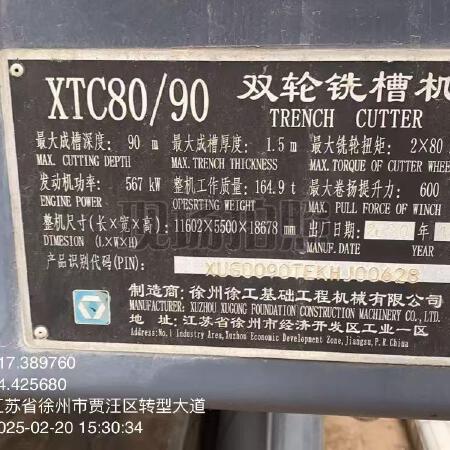 XTC80/90 双轮铣槽机
TRENCH CUTTER
最大成槽深度: 90 m 最大成槽厚度: 1.5 m 最大铣轮扭矩: 2×80
MAX. CUTTING DEPTH MAX. TRENCH THICKNESS MAX. TORQUE OF CUTTER WHEE
发动机功率: 567 kW 整机工作质量: 164.9 t 最大卷扬提升力: 600
ENGINE POWER OPESRTING WEIGHT MAX. PULL FORCE OF WINCH
整机尺寸(长×宽×高): 11602×5500×18678 mm 出厂日期: 年
DIMESION (L×W×H) MANUF. DATE
产品识别代码(PIN): XUG0090TEKHJ00628
现场拍照
制造商: 徐州徐工基础工程机械有限公司
MANUFACTURER: XUZHOU XUGONG FOUNDATION CONSTRUCTION MACHINERY CO., LTD.
地 址: 江苏省徐州市经济开发区工业一区
Address: No.1 Industry Area, Xuzhou Economic Development Zone, Jiangsu, P.R. China
17.389760
4.425680
江苏省徐州市贾汪区转型大道
025-02-20 15:30:34